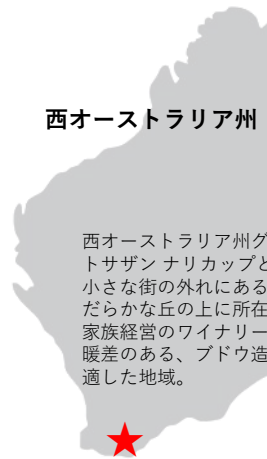 西オーストラリア州
西オーストラリア州グ
トサザン ナリカップと
小さな街の外れにある
だらかな丘の上に所在
家族経営のワイナリー
暖差のある、ブドウ造
適した地域。